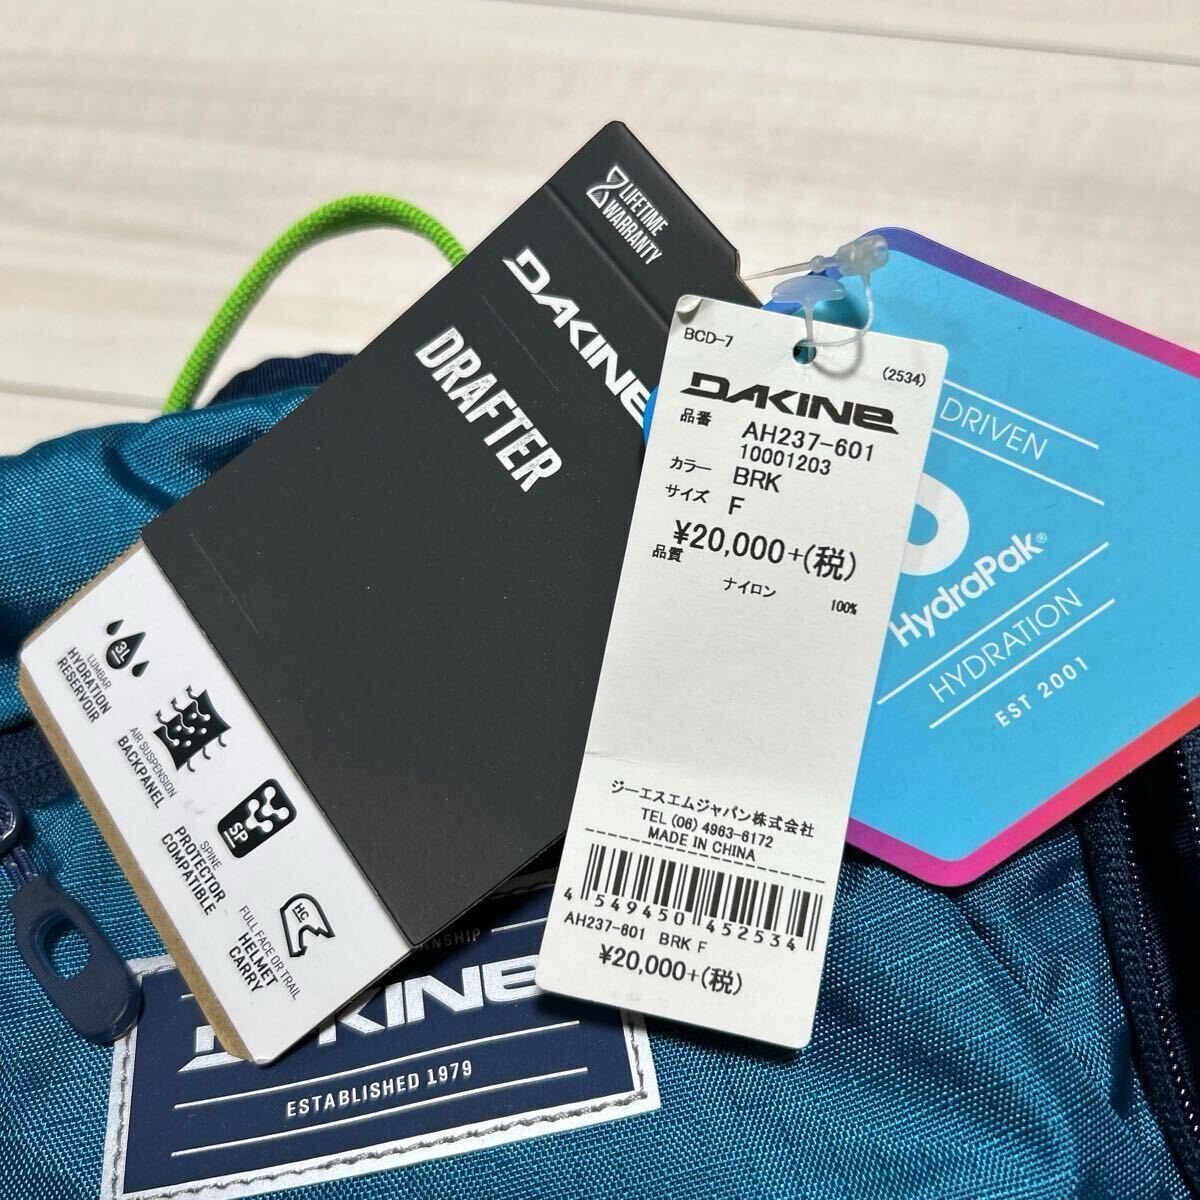 LIFETIME
WARRANTY
DAKINE
DRAFTER
3L
LUMBAR
HYDRATION
RESERVOIR
AIR SUSPENSION
BACKPANEL
SP
SPINE
PROTECTOR
COMPATIBLE
HC
FULL FACE OR TRAIL
HELMET
CARRY
BCD-7
(2534)
DAKINE
品番 AH237-601
10001203
カラー BRK
サイズ F
¥20,000+(税)
品質
ナイロン 100%
ジーエスエムジャパン株式会社
TEL (06) 4963-6172
MADE IN CHINA
4 549450 452534
AH237-601 BRK F
¥20,000+(税)
DRIVEN
HydraPak®
HYDRATION
EST 2001
DAKINE
ESTABLISHED 1979